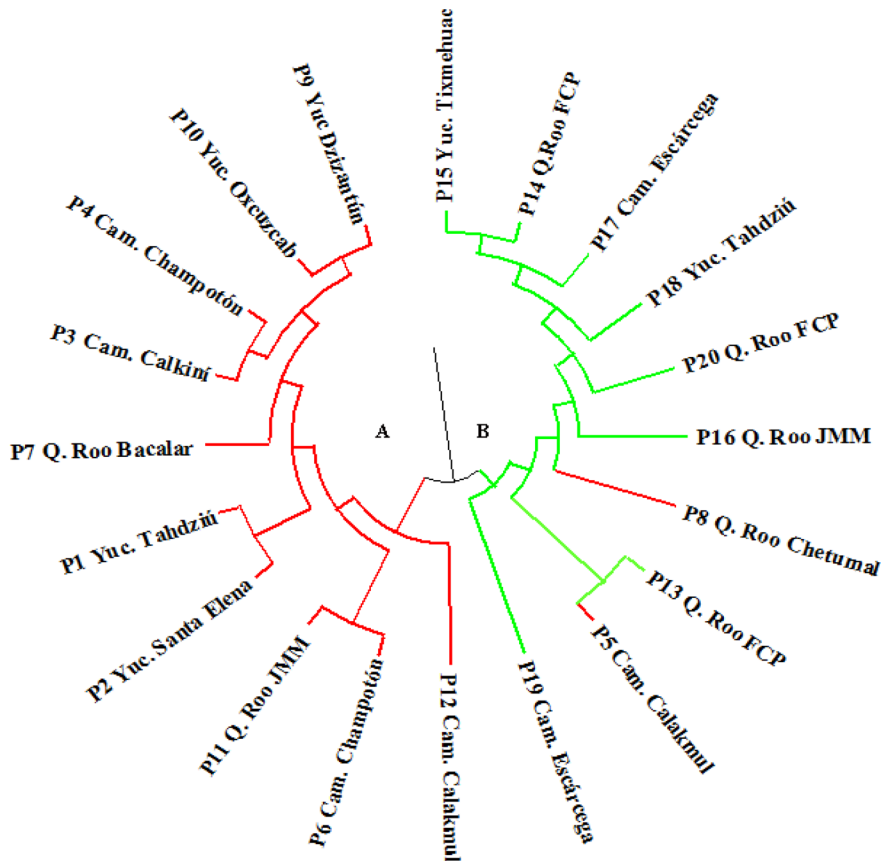 P15 Yuc. Tixmehuac
P14 Q.Roo FCP
P17 Cam. Escárcega
P18 Yuc. Tahdziú
P20 Q. Roo FCP
P16 Q. Roo JMM
P8 Q. Roo Chetumal
P13 Q. Roo FCP
P5 Cam. Calakmul
P19 Cam. Escárcega
P12 Cam. Calakmul
P6 Cam. Champotón
P11 Q. Roo JMM
P2 Yuc. Santa Elena
P1 Yuc. Tahdziú
P7 Q. Roo Bacalar
P3 Cam. Calkiní
P4 Cam. Champotón
P10 Yuc. Oxcuzcab
P9 Yuc Dzizantún
A
B